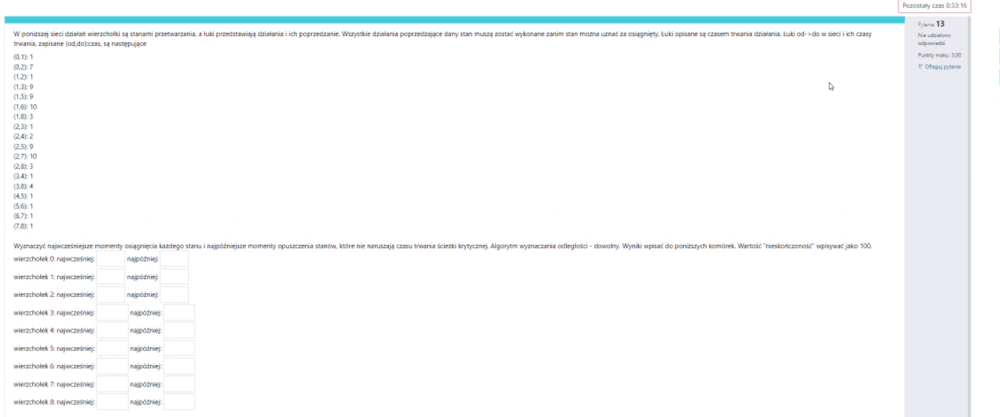 Pozostały czas 0:33:16
Pytanie 13
Nie udzielono
odpowiedzi
Punkty maks.: 3,00
Oflaguj pytanie
W poniższej sieci działań wierzchołki są stanami przetwarzania, a łuki przedstawiają działania i ich poprzedzanie. Wszystkie działania poprzedzające dany stan muszą zostać wykonane zanim stan można uznać za osiągnięty. Łuki opisane są czasem trwania działania. Łuki od->do w sieci i ich czasy
trwania, zapisane (od,do):czas, są następujące
(0,1): 1
(0,2): 7
(1,2): 1
(1,3): 9
(1,5): 9
(1,6): 10
(1,8): 3
(2,3): 1
(2,4): 2
(2,5): 9
(2,7): 10
(2,8): 3
(3,4): 1
(3,8): 4
(4,5): 1
(5,6): 1
(6,7): 1
(7,8): 1
Wyznaczyć najwcześniejsze momenty osiągnięcia każdego stanu i najpóźniejsze momenty opuszczenia stanów, które nie naruszają czasu trwania ścieżki krytycznej. Algorytm wyznaczania odległości - dowolny. Wyniki wpisać do poniższych komórek. Wartość "nieskończoność" wpisywać jako 100.
wierzchołek 0: najwcześniej: najpóźniej:
wierzchołek 1: najwcześniej: najpóźniej:
wierzchołek 2: najwcześniej: najpóźniej:
wierzchołek 3: najwcześniej: najpóźniej:
wierzchołek 4: najwcześniej: najpóźniej:
wierzchołek 5: najwcześniej: najpóźniej:
wierzchołek 6: najwcześniej: najpóźniej:
wierzchołek 7: najwcześniej: najpóźniej:
wierzchołek 8: najwcześniej: najpóźniej: